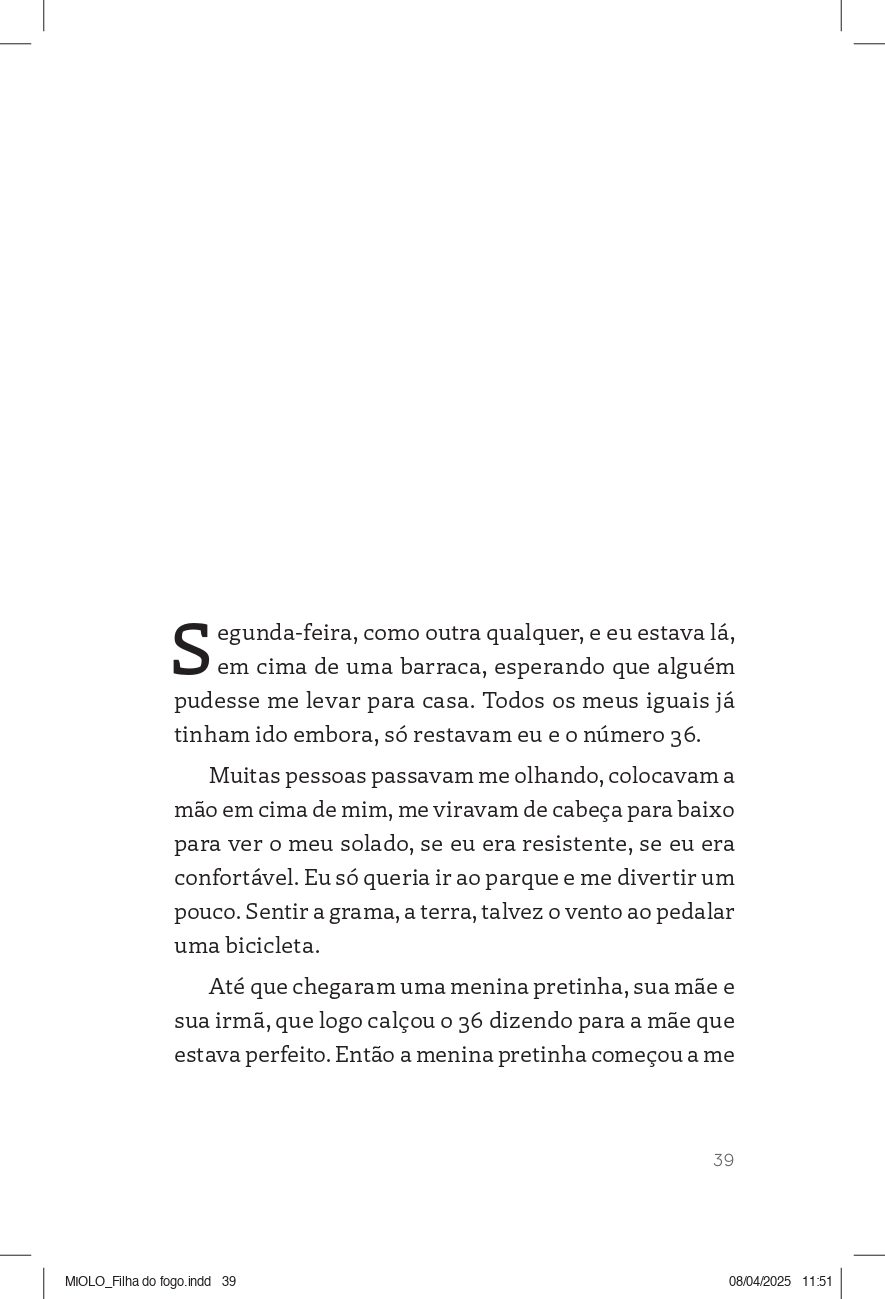 Segunda-feira, como outra qualquer, e eu estava lá,
em cima de uma barraca, esperando que alguém
pudesse me levar para casa. Todos os meus iguais já
tinham ido embora, só restavam eu e o número 36.
Muitas pessoas passavam me olhando, colocavam a
mão em cima de mim, me viravam de cabeça para baixo
para ver o meu solado, se eu era resistente, se eu era
confortável. Eu só queria ir ao parque e me divertir um
pouco. Sentir a grama, a terra, talvez o vento ao pedalar
uma bicicleta.
Até que chegaram uma menina pretinha, sua mãe e
sua irmã, que logo calçou o 36 dizendo para a mãe que
estava perfeito. Então a menina pretinha começou a me
39
MIOLO_Filha do fogo.indd 39 08/04/2025 11:51